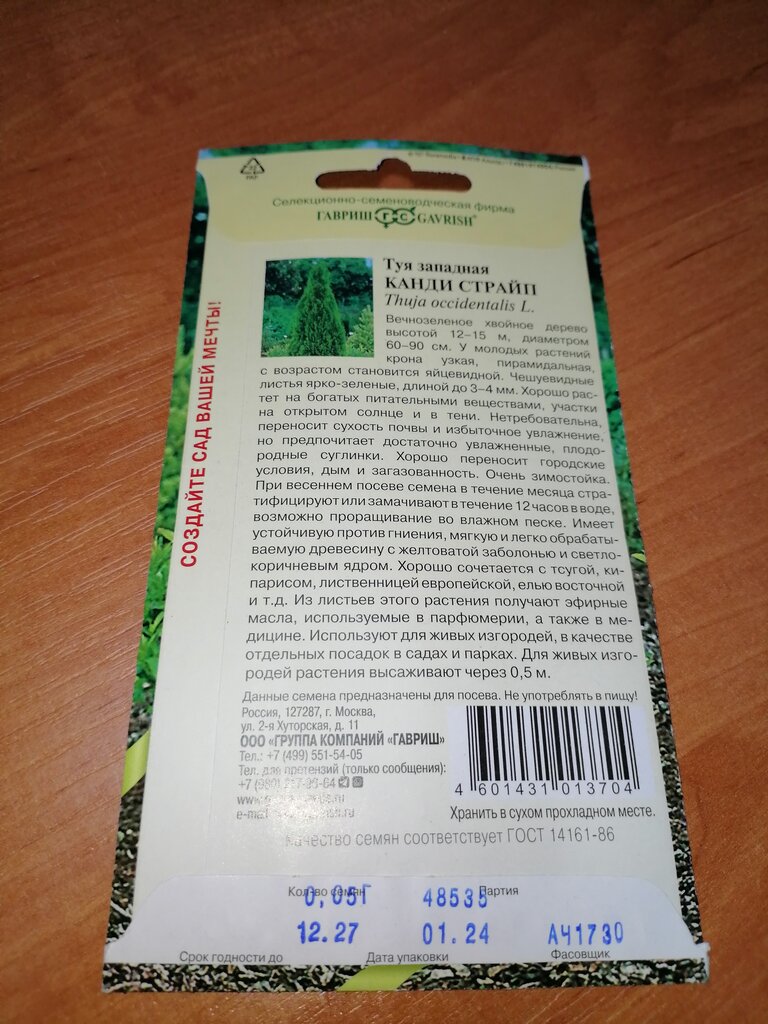 Селекционно-семеноводческая фирма
ГАВРИШ ГС GAVRISH®
СОЗДАЙТЕ САД ВАШЕЙ МЕЧТЫ!
Туя западная
КАНДИ СТРАЙП
Thuja occidentalis L.
Вечнозеленое хвойное дерево
высотой 12–15 м, диаметром
60–90 см. У молодых растений
крона узкая, пирамидальная,
с возрастом становится яйцевидной. Чешуевидные
листья ярко-зеленые, длиной до 3–4 мм. Хорошо рас-
тет на богатых питательными веществами, участки
на открытом солнце и в тени. Нетребовательна,
переносит сухость почвы и избыточное увлажнение,
но предпочитает достаточно увлажненные, плодо-
родные суглинки. Хорошо переносит городские
условия, дым и загазованность. Очень зимостойка.
При весеннем посеве семена в течение месяца стра-
тифицируют или замачивают в течение 12 часов в воде,
возможно проращивание во влажном песке. Имеет
устойчивую против гниения, мягкую и легко обрабаты-
ваемую древесину с желтоватой заболонью и светло-
коричневым ядром. Хорошо сочетается с тсугой, ки-
парисом, лиственницей европейской, елью восточной
и т.д. Из листьев этого растения получают эфирные
масла, используемые в парфюмерии, а также в ме-
дицине. Используют для живых изгородей, в качестве
отдельных посадок в садах и парках. Для живых изго-
родей растения высаживают через 0,5 м.
Данные семена предназначены для посева. Не употреблять в пищу!
Россия, 127287, г. Москва,
ул. 2-я Хуторская, д. 11
ООО «ГРУППА КОМПАНИЙ «ГАВРИШ»
Тел.: +7 (499) 551-54-05
Тел. для претензий (только сообщения):
e-mail
4 601431 013704
Хранить в сухом прохладном месте.
качество семян соответствует ГОСТ 14161-86
Кол-во семян 0,05Г 48535 Партия
12.27 01.24 АЧ1730
Срок годности до Дата упаковки Фасовщик